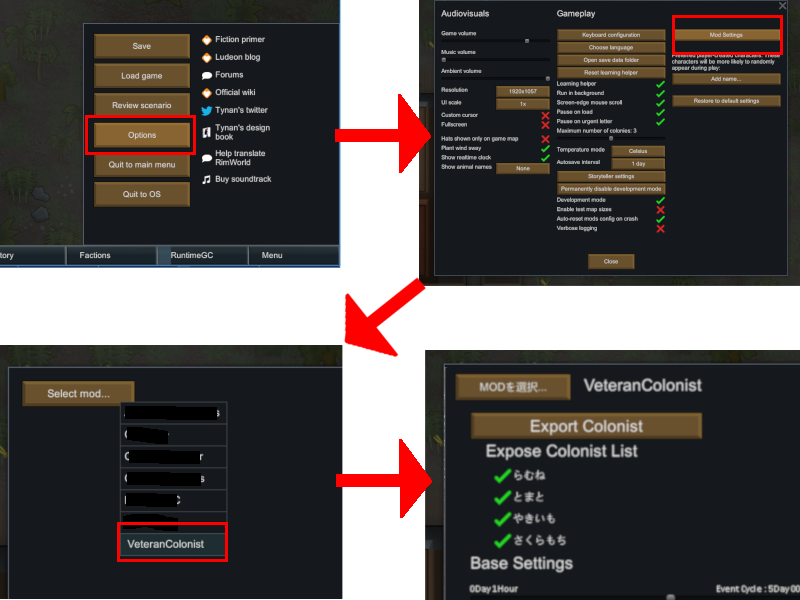 Save
Load game
Review scenario
Options
Quit to main menu
Quit to OS
Fiction primer
Ludeon blog
Forums
Official wiki
Tynan's twitter
Tynan's design
book
Help translate
RimWorld
Buy soundtrack
tory
Factions
RuntimeGC
Menu
Audiovisuals
Game volume
Music volume
Ambient volume
Resolution
1920x1057
UI scale
1x
Custom cursor
Fullscreen
Hats shown only on game map
Plant wind sway
Show realtime clock
Show animal names
None
Gameplay
Keyboard configuration
Choose language
Open save data folder
Reset learning helper
Learning helper
Run in background
Screen-edge mouse scroll
Pause on load
Pause on urgent letter
Maximum number of colonies: 3
Temperature mode
Celsius
Autosave interval
1 day
Storyteller settings
Permanently disable development mode
Development mode
Enable test map sizes
Auto-reset mods config on crash
Verbose logging
Mod Settings
Preferred player-created characters. These
characters will be more likely to randomly
appear during play:
Add name...
Restore to default settings
Close
Select mod...
VeteranColonist
MODを選択...
VeteranColonist
Export Colonist
Expose Colonist List
らむね
とまと
やきいも
さくらもち
Base Settings
0Day1Hour
Event Cycle : 5Day00